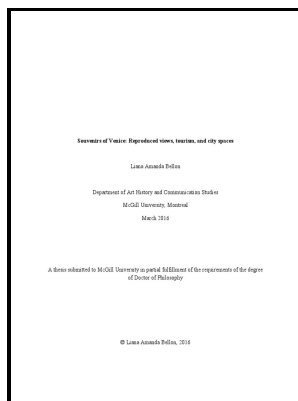 Souvenirs of Venice: Reproduced views, tourism, and city spaces
Liana Amanda Bellon
Department of Art History and Communication Studies
McGill University, Montreal
March 2016
A thesis submitted to McGill University in partial fulfillment of the requirements of the degree
of Doctor of Philosophy
© Liana Amanda Bellon, 2016